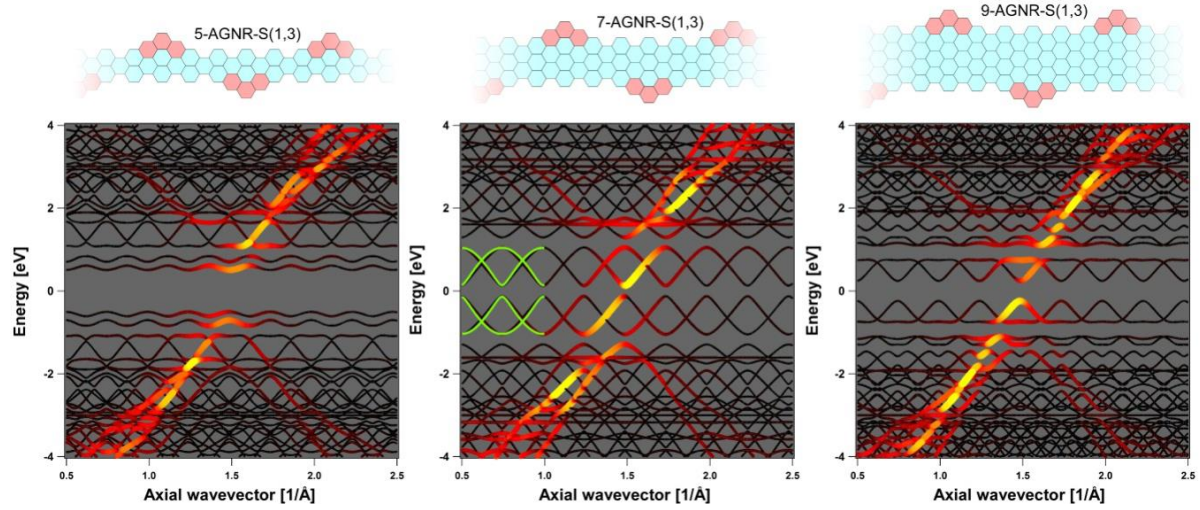 5-AGNR-S(1,3)
7-AGNR-S(1,3)
9-AGNR-S(1,3)
Energy [eV]
4
2
0
-2
-4
0.5 1.0 1.5 2.0 2.5
Axial wavevector [1/Å]
Energy [eV]
4
2
0
-2
-4
0.5 1.0 1.5 2.0 2.5
Axial wavevector [1/Å]
Energy [eV]
4
2
0
-2
-4
0.5 1.0 1.5 2.0 2.5
Axial wavevector [1/Å]